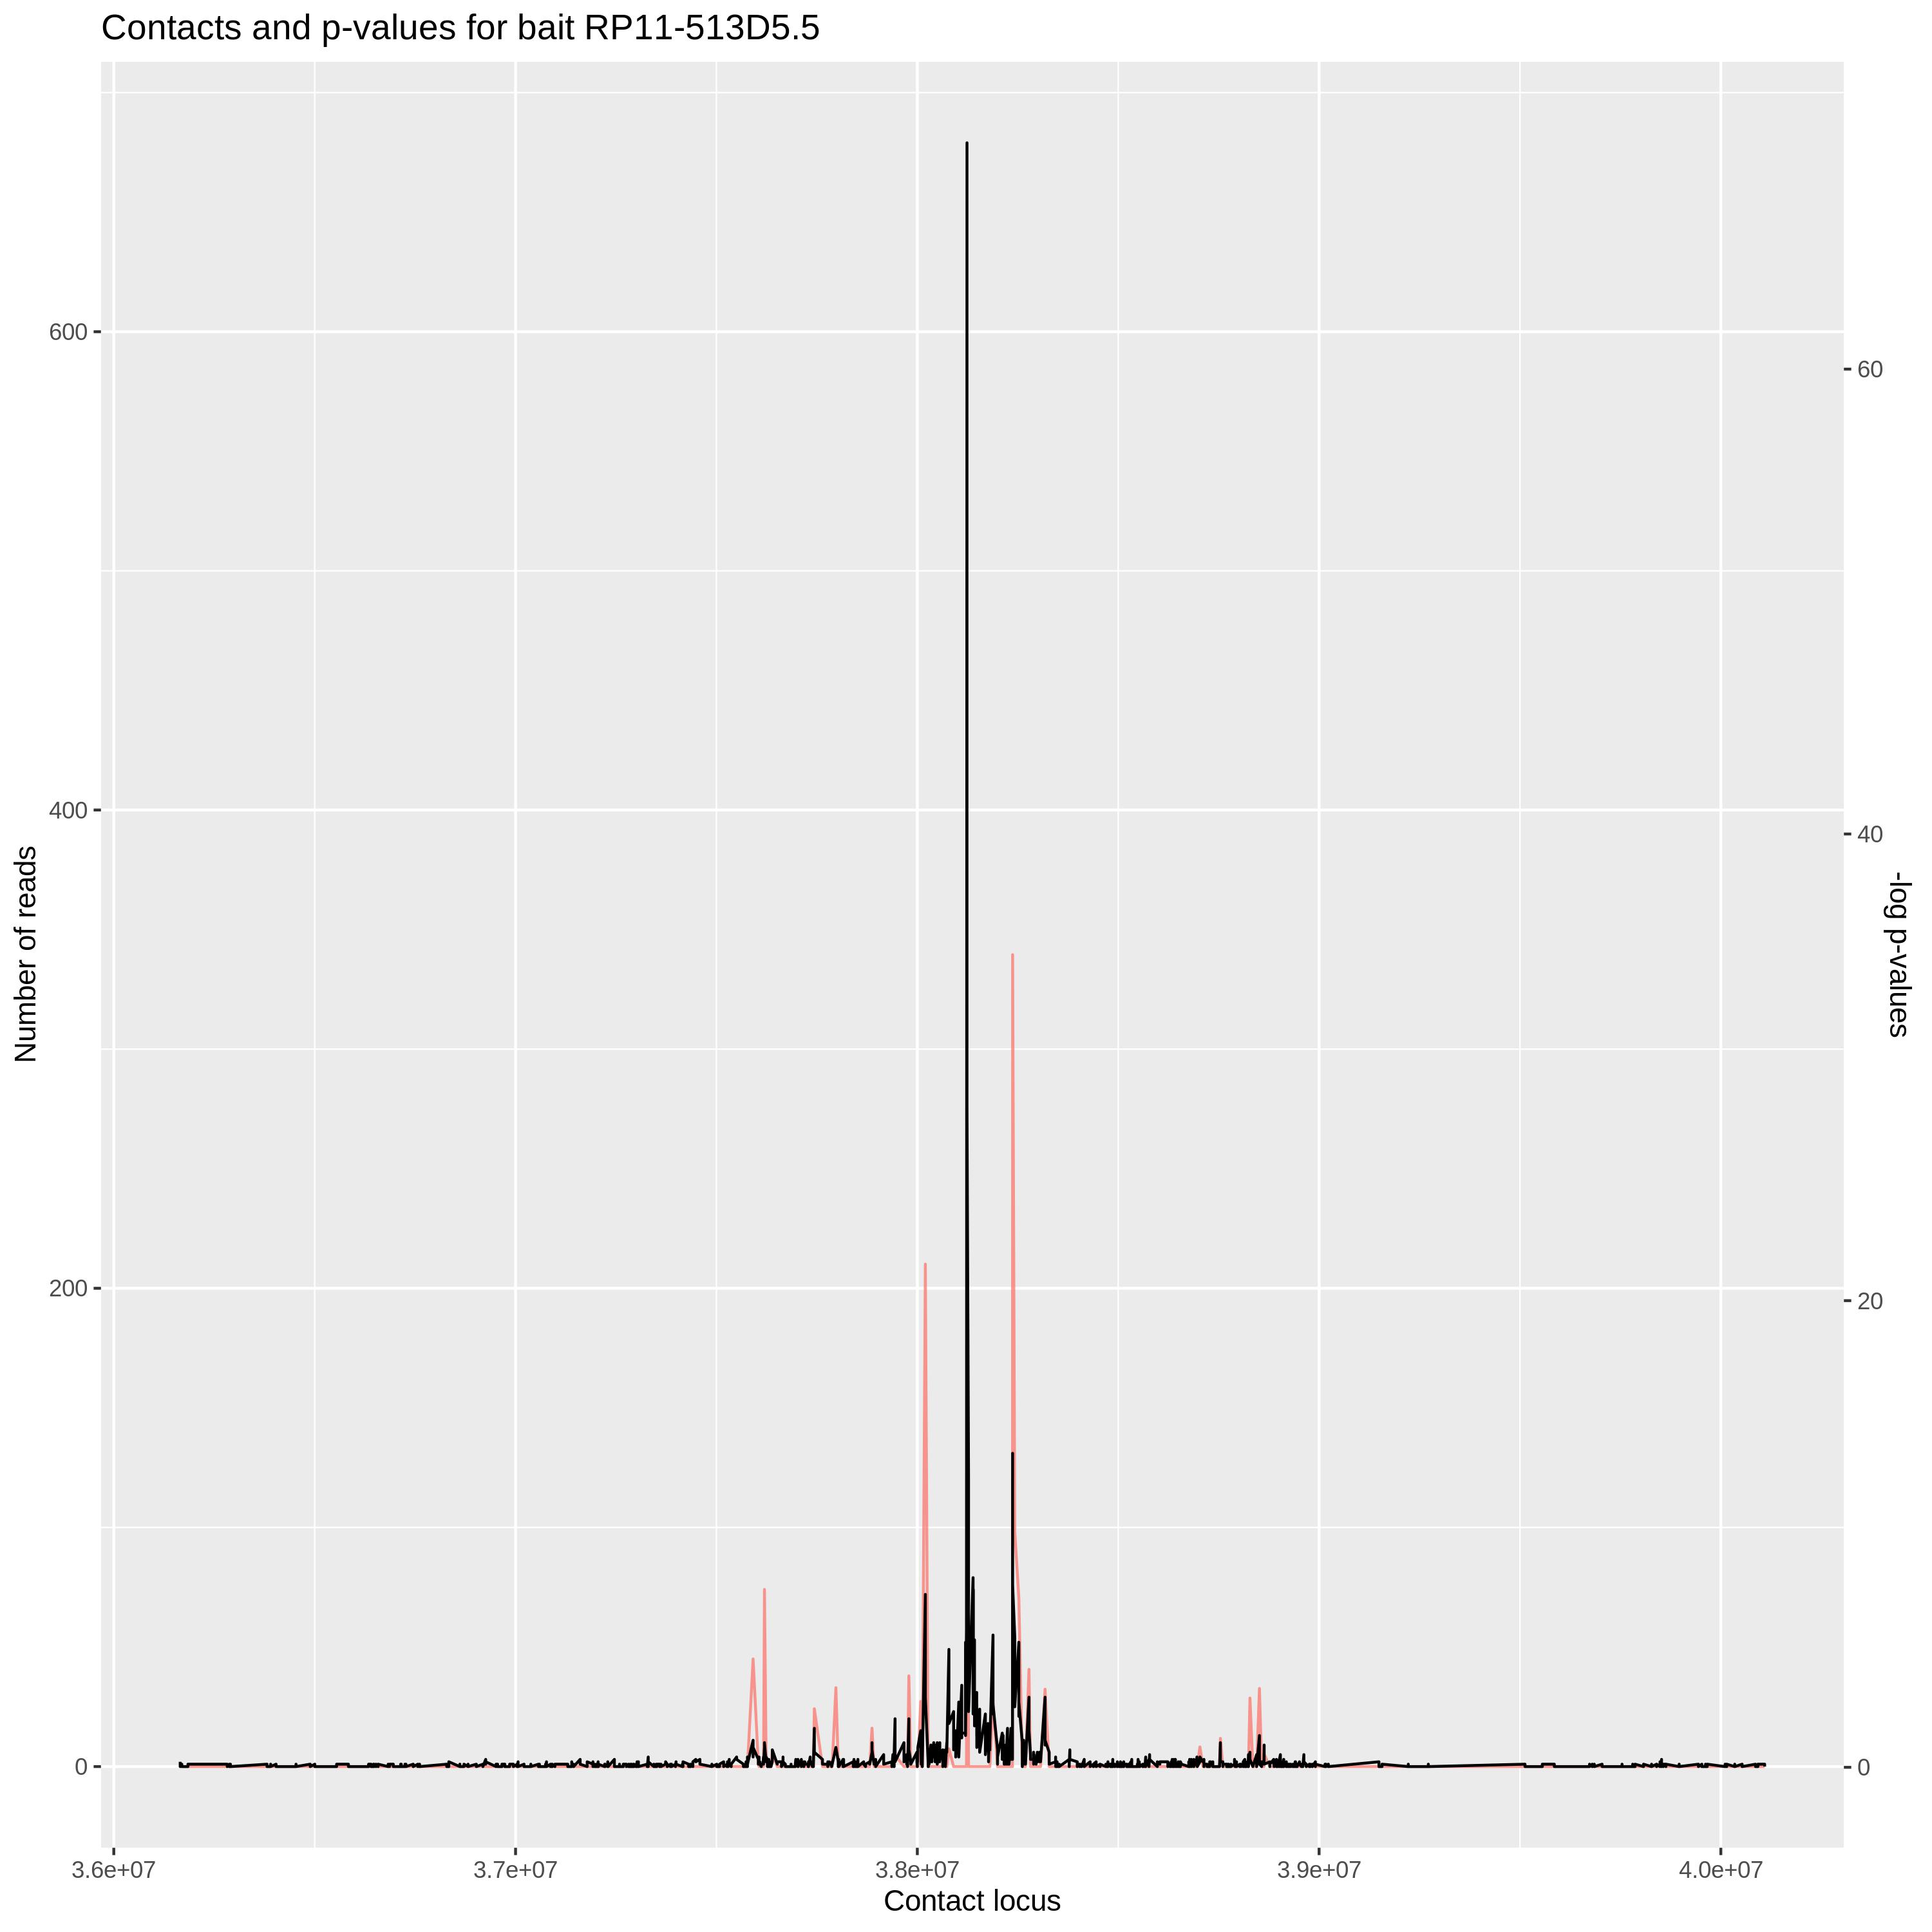 Contacts and p-values for bait RP11-513D5.5
600
400
200
0
Number of reads
60
40
20
0
-log p-values
3.6e+07 3.7e+07 3.8e+07 3.9e+07 4.0e+07
Contact locus